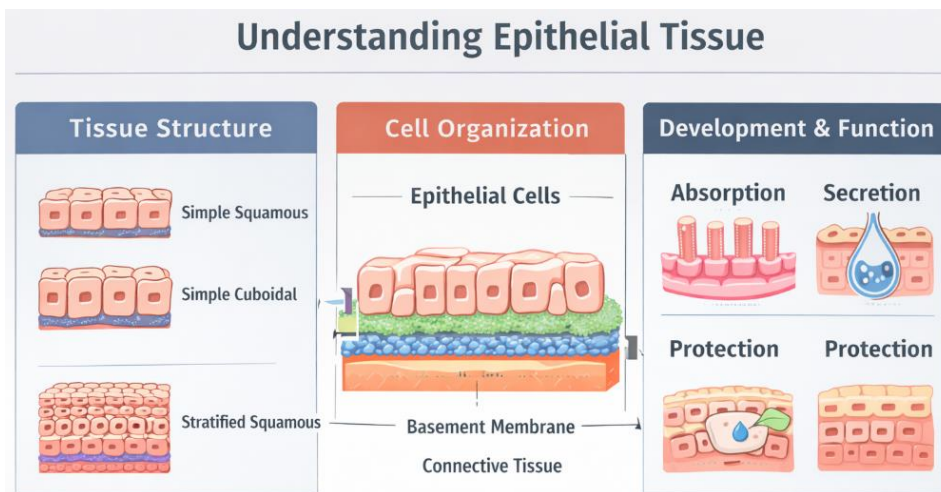 Understanding Epithelial Tissue
Tissue Structure
Simple Squamous
Simple Cuboidal
Stratified Squamous
Cell Organization
Epithelial Cells
Basement Membrane
Connective Tissue
Development & Function
Absorption
Secretion
Protection
Protection